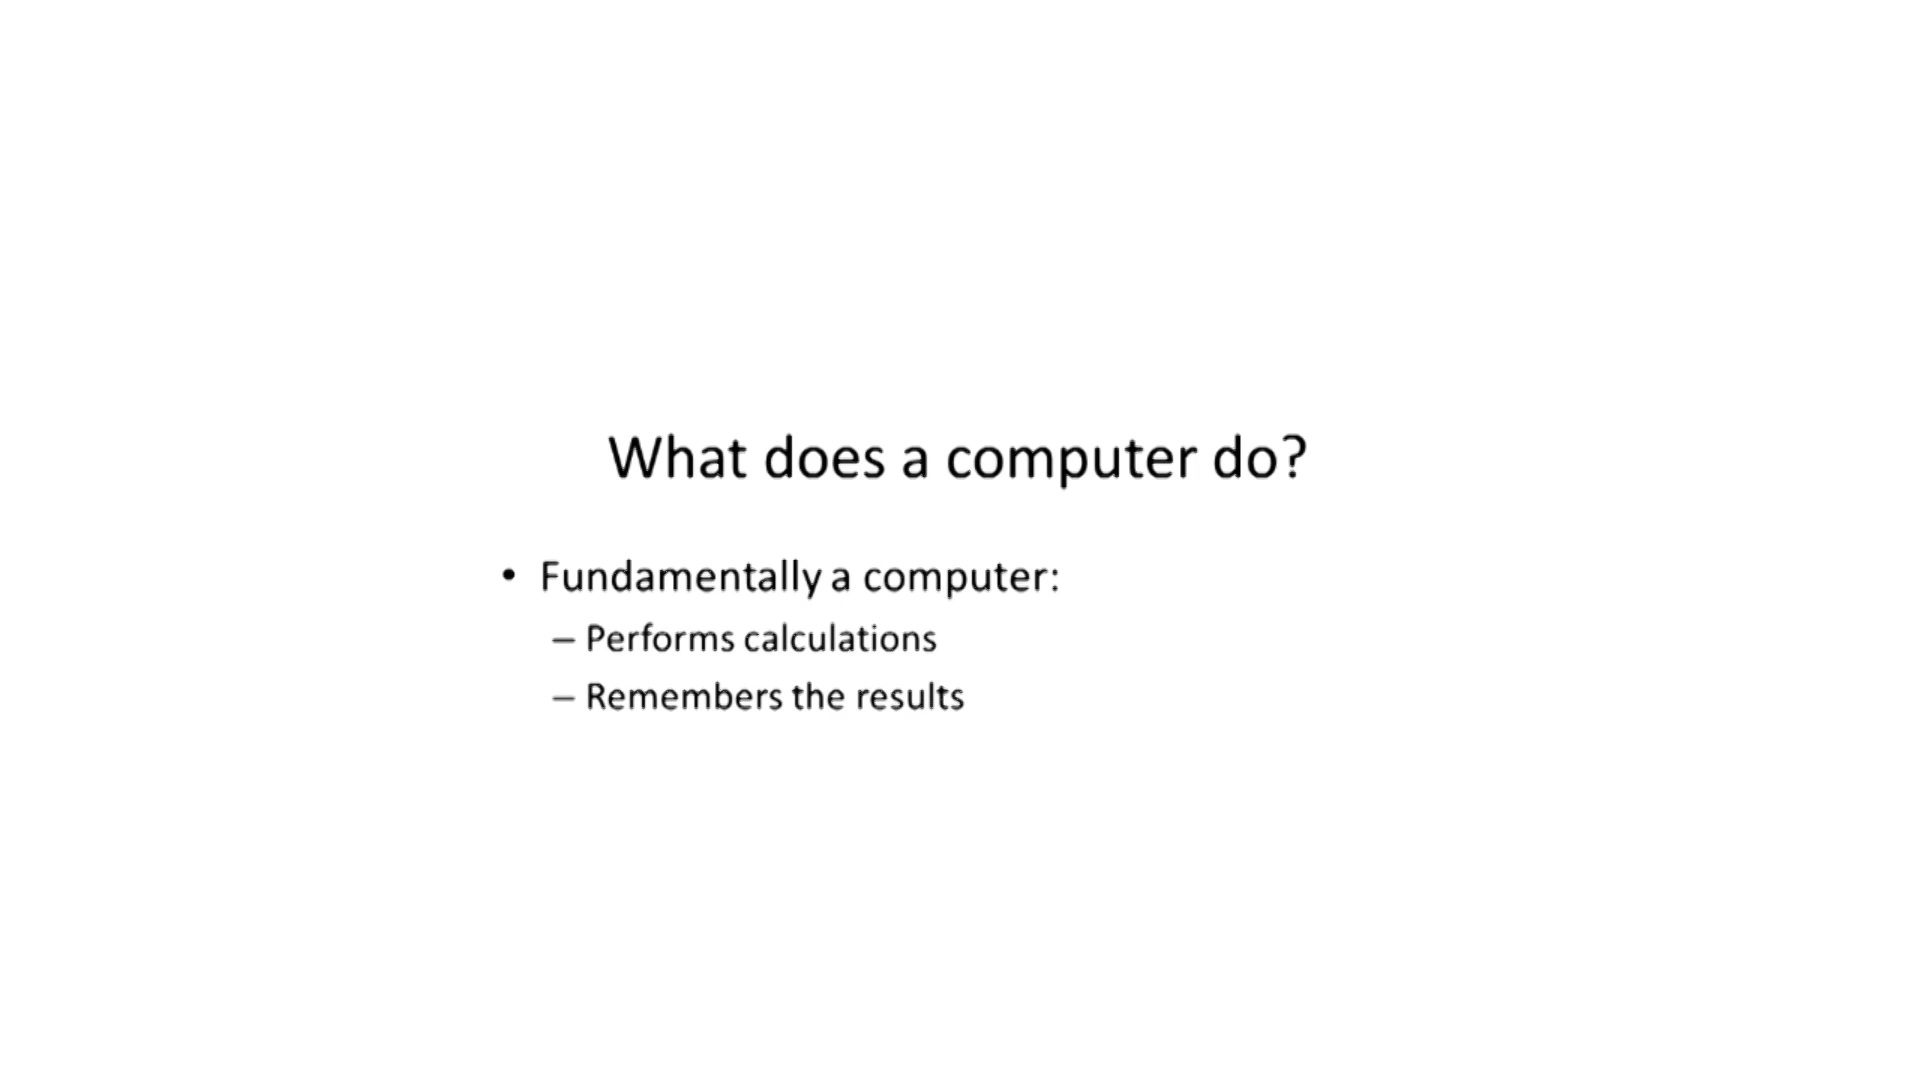 What does a computer do?
• Fundamentally a computer:
– Performs calculations
– Remembers the results